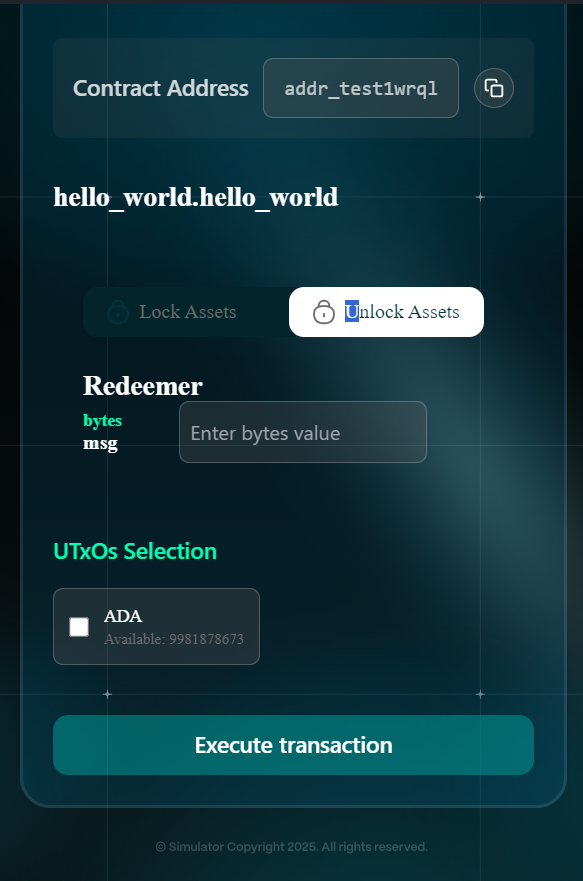 Contract Address addr_test1wrql
hello_world.hello_world
Lock Assets Unlock Assets
Redeemer
bytes
msg Enter bytes value
UTxOs Selection
ADA
Available: 9981878673
Execute transaction
© Simulator Copyright 2025. All rights reserved.